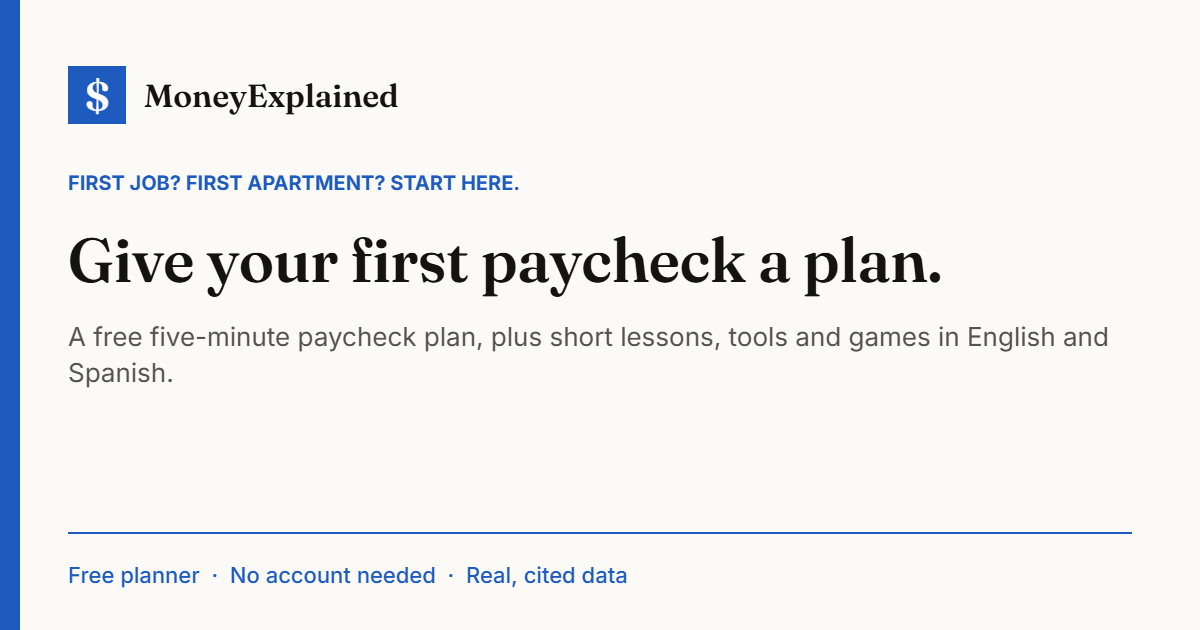 $ MoneyExplained
FIRST JOB? FIRST APARTMENT? START HERE.
Give your first paycheck a plan.
A free five-minute paycheck plan, plus short lessons, tools and games in English and
Spanish.
Free planner · No account needed · Real, cited data